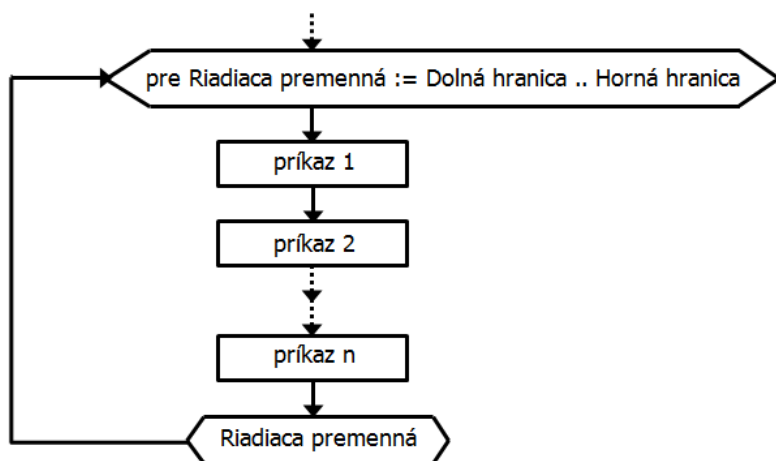 pre Riadiaca premenná := Dolná hranica .. Horná hranica
príkaz 1
príkaz 2
príkaz n
Riadiaca premenná